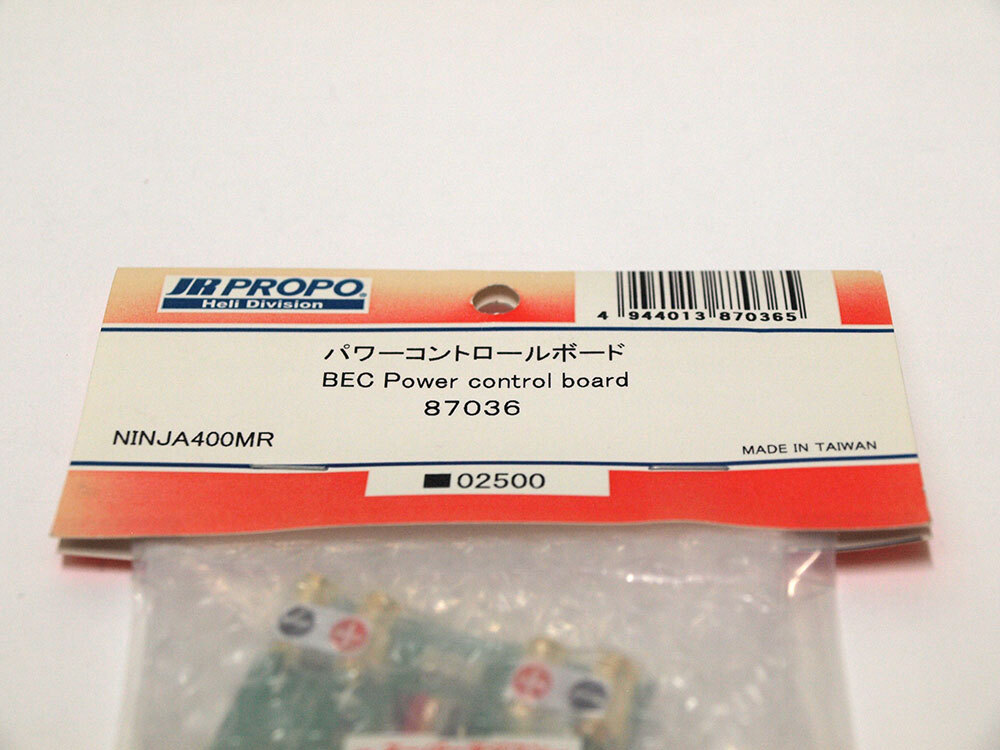 JR PROPO®
Heli Division
4 944013 870365
パワーコントロールボード
BEC Power control board
87036
NINJA400MR
MADE IN TAIWAN
■02500